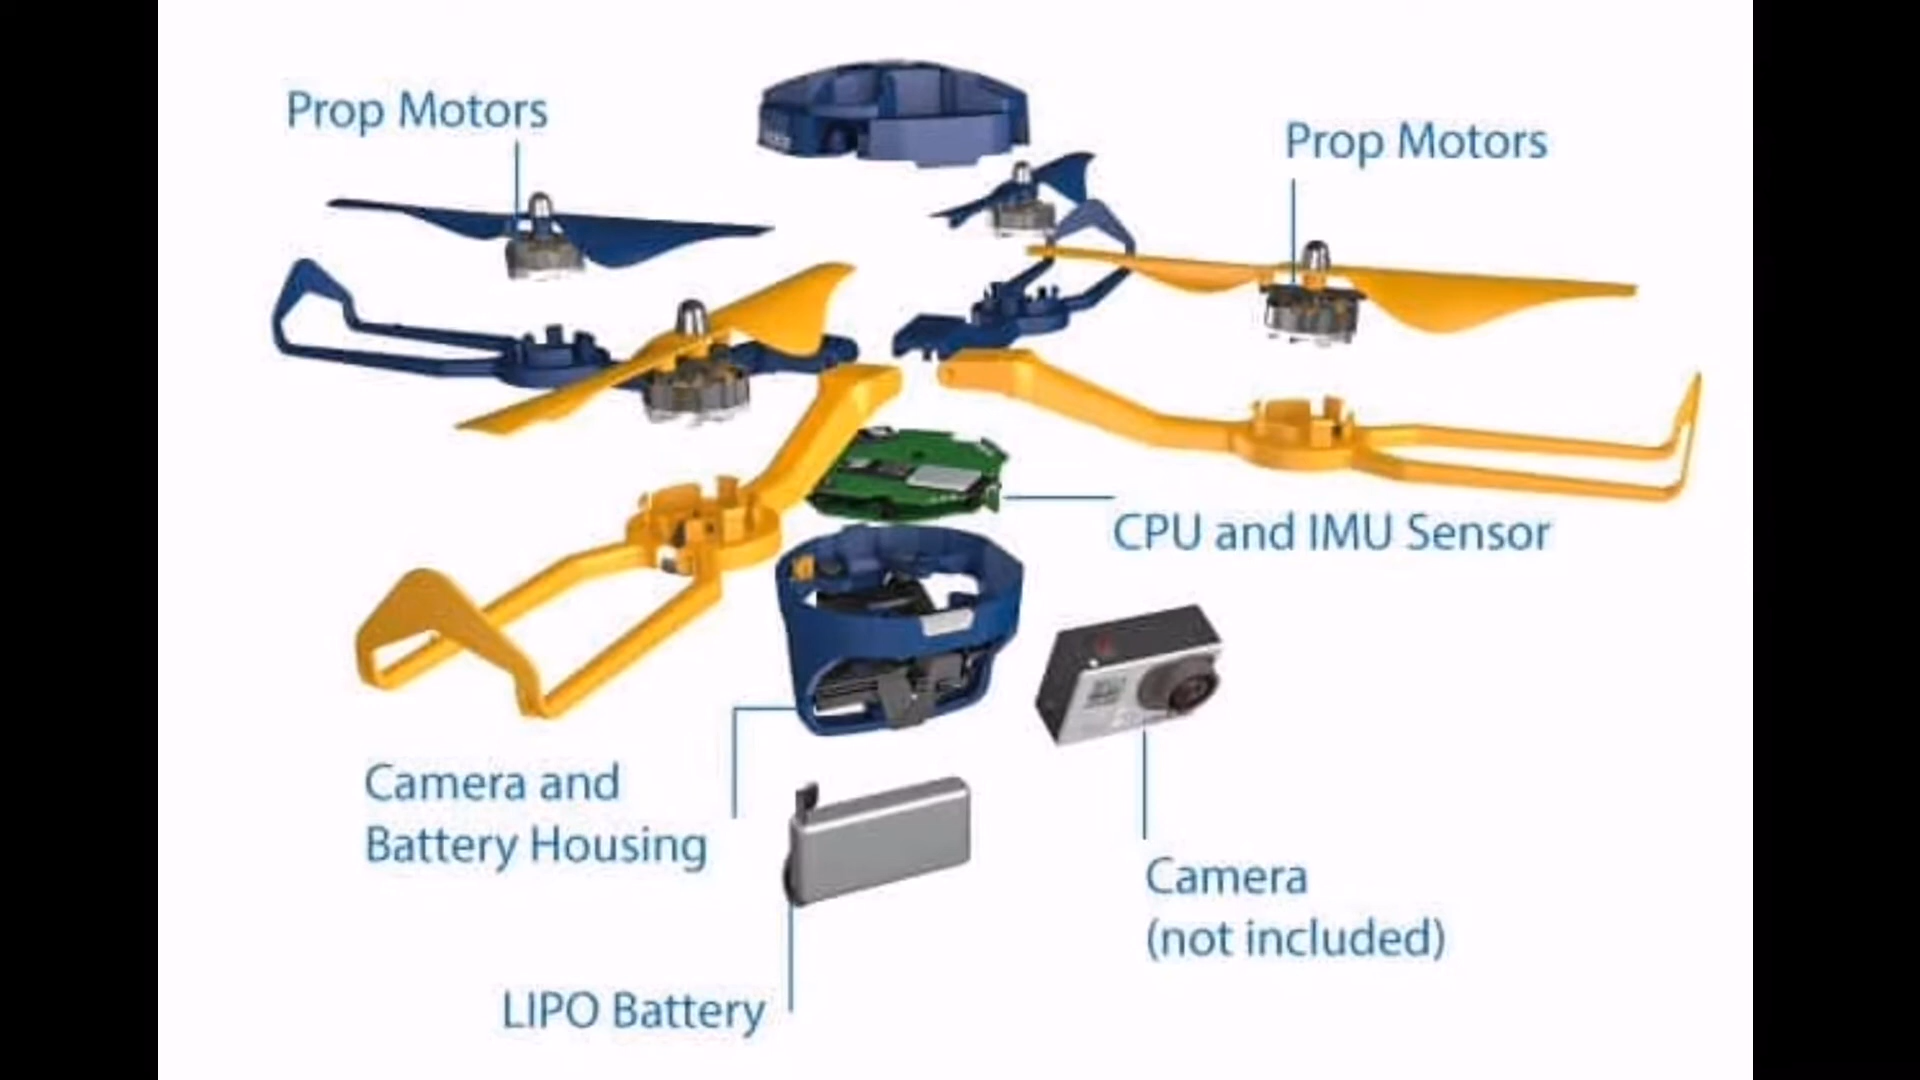 Prop Motors
Prop Motors
CPU and IMU Sensor
Camera and
Battery Housing
Camera
(not included)
LIPO Battery